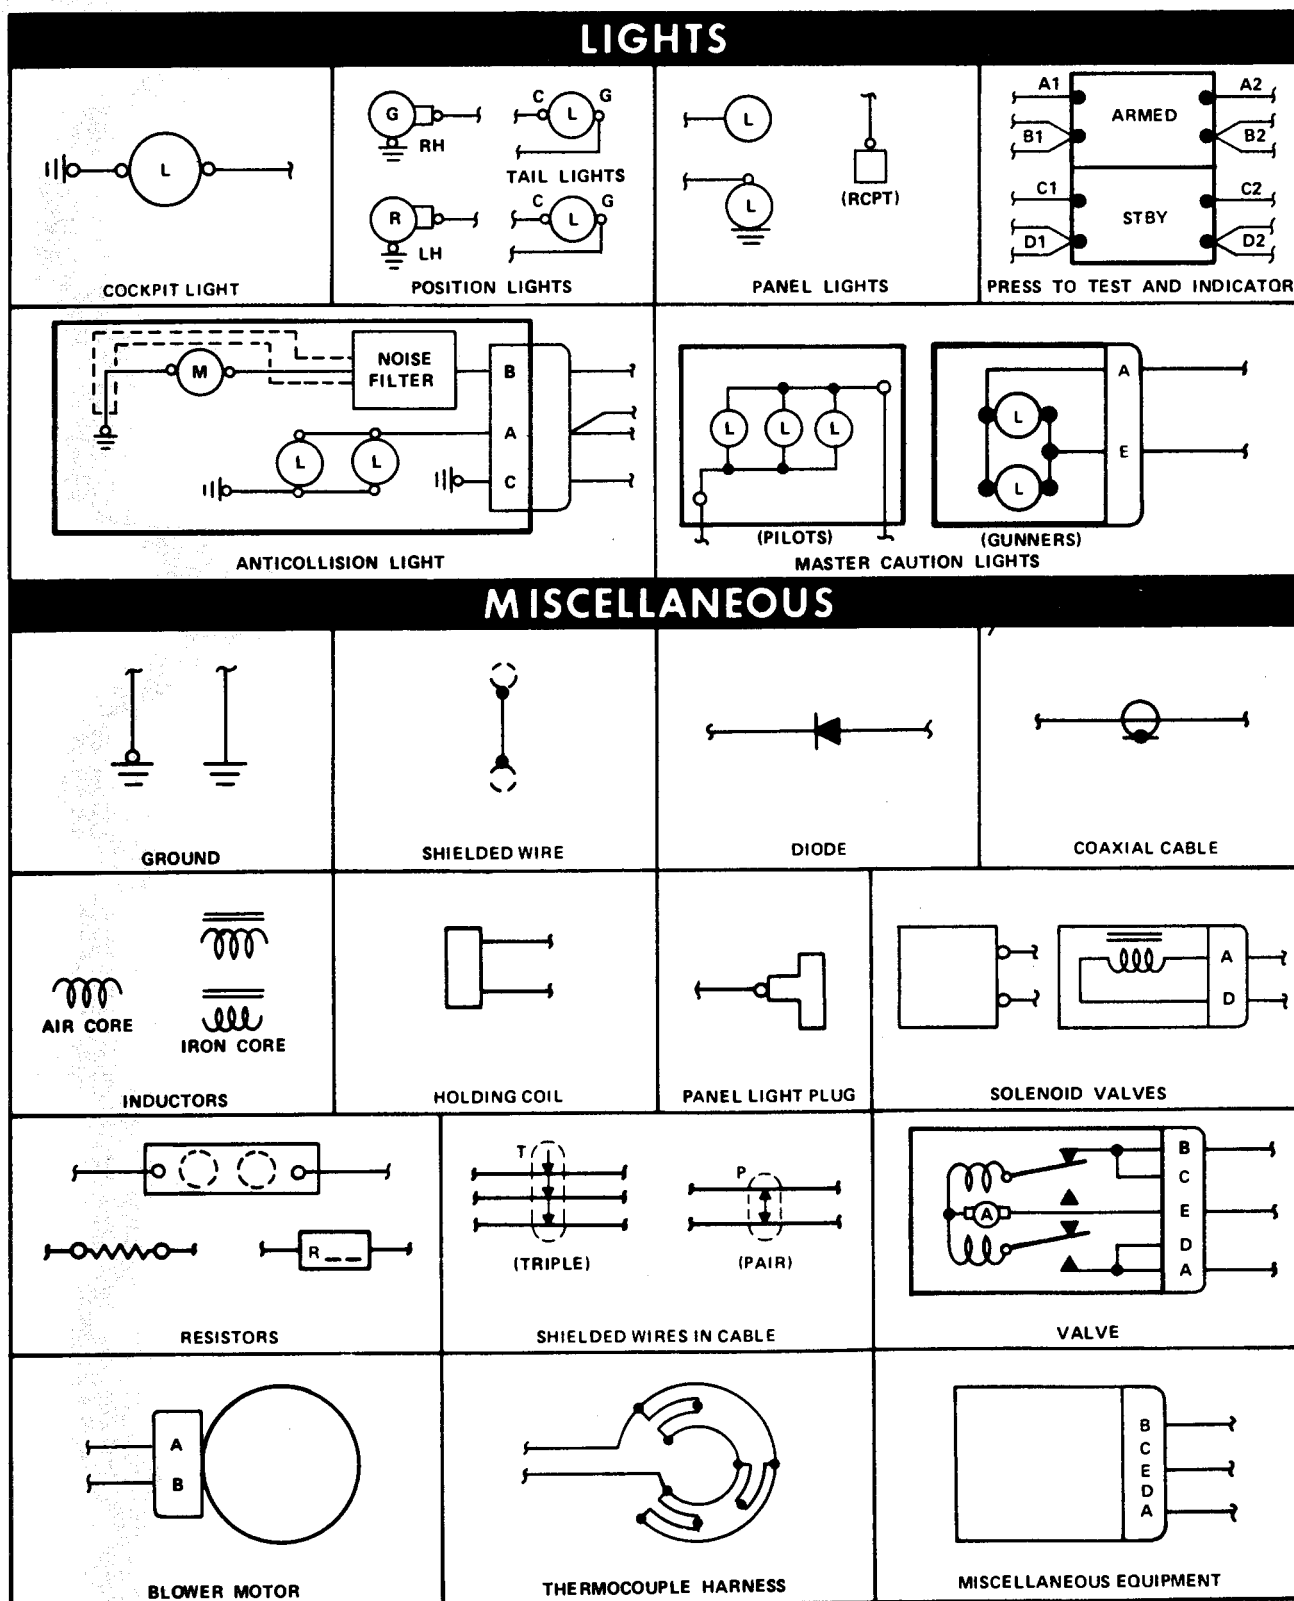 LIGHTS
L
COCKPIT LIGHT
G
RH
C L G
TAIL LIGHTS
R
LH
C L G
POSITION LIGHTS
L
L
(RCPT)
PANEL LIGHTS
A1 A2
ARMED
B1 B2
C1 C2
STBY
D1 D2
PRESS TO TEST AND INDICATOR
M
NOISE
FILTER
B
A
L L
C
ANTICOLLISION LIGHT
L L L
(PILOTS)
A
L
E
L
(GUNNERS)
MASTER CAUTION LIGHTS
MISCELLANEOUS
GROUND
SHIELDED WIRE
DIODE
COAXIAL CABLE
AIR CORE
IRON CORE
INDUCTORS
HOLDING COIL
PANEL LIGHT PLUG
A
D
SOLENOID VALVES
R _ _
RESISTORS
T
(TRIPLE)
P
(PAIR)
SHIELDED WIRES IN CABLE
B
C
A E
D
A
VALVE
A
B
BLOWER MOTOR
THERMOCOUPLE HARNESS
B
C
E
D
A
MISCELLANEOUS EQUIPMENT